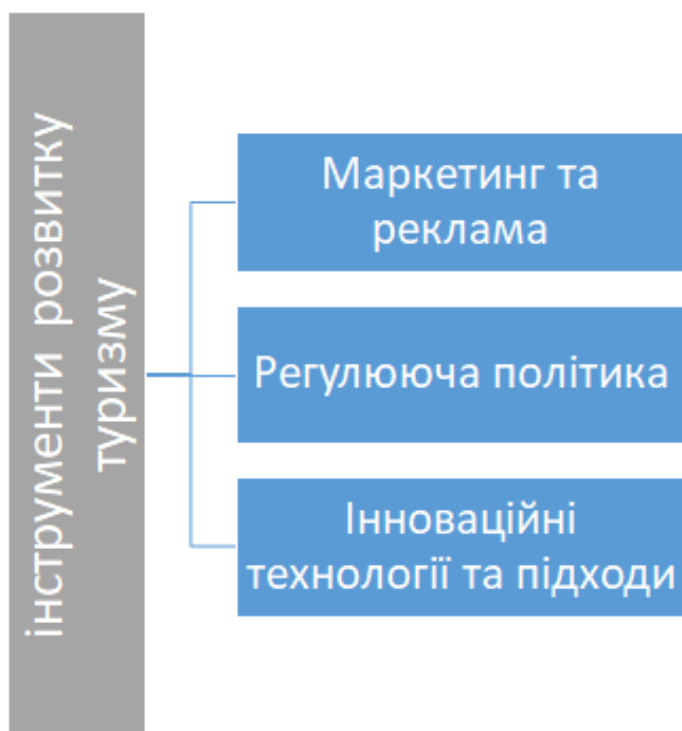 інструменти розвитку
туризму
Маркетинг та
реклама
Регулююча політика
Інноваційні
технології та підходи